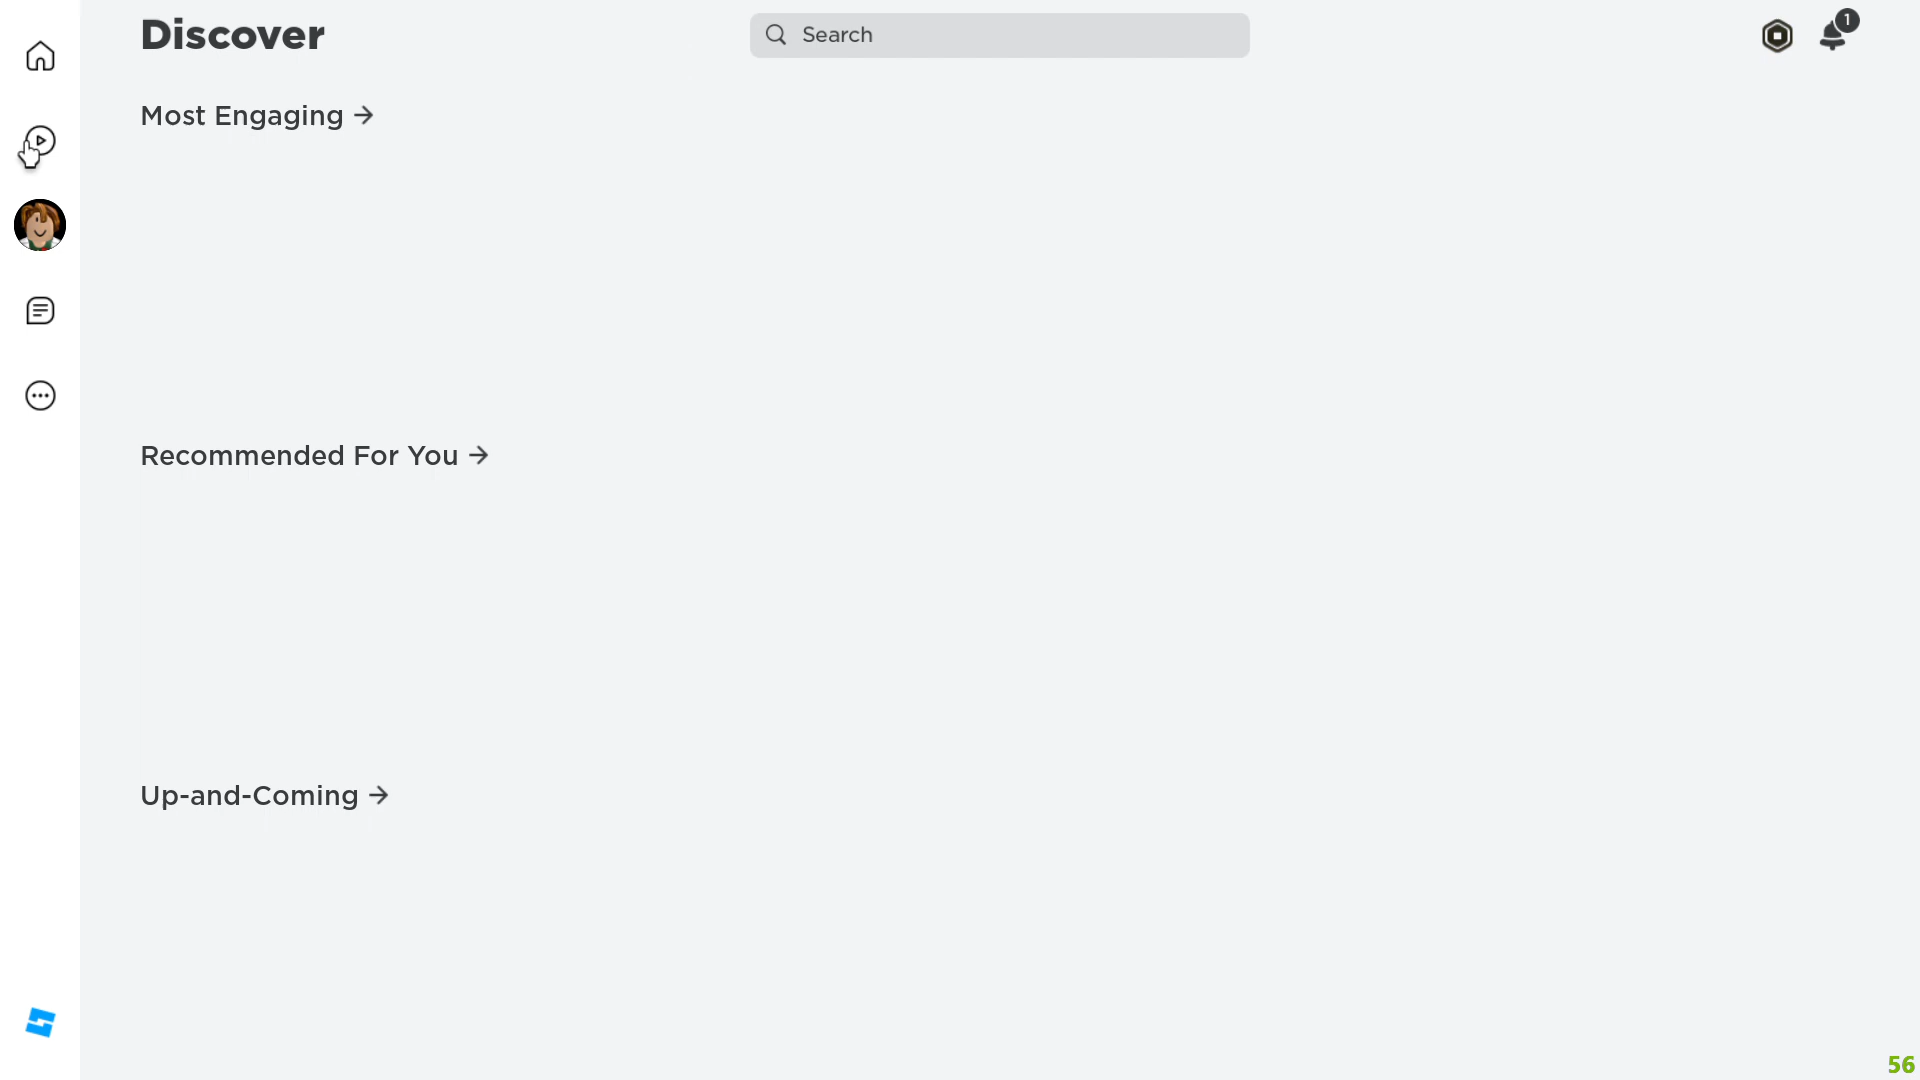 Discover
Search
1
Most Engaging
Recommended For You
Up-and-Coming
56